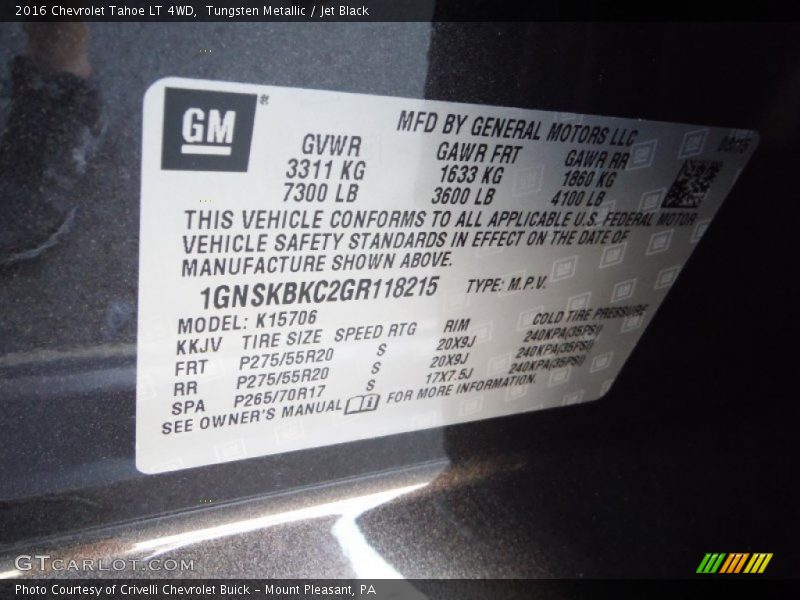 2016 Chevrolet Tahoe LT 4WD,  Tungsten Metallic / Jet Black
GM
MFD BY GENERAL MOTORS LLC
GVWR GAWR FRT GAWR RR
3311 KG 1633 KG 1860 KG
7300 LB 3600 LB 4100 LB
THIS VEHICLE CONFORMS TO ALL APPLICABLE U.S. FEDERAL MOTOR
VEHICLE SAFETY STANDARDS IN EFFECT ON THE DATE OF
MANUFACTURE SHOWN ABOVE.
1GNSKBKC2GR118215 TYPE: M.P.V.
MODEL: K15706
KKJV TIRE SIZE SPEED RTG RIM COLD TIRE PRESSURE
FRT P275/55R20 S 20X9J 240KPA(35PSI)
RR P275/55R20 S 20X9J 240KPA(35PSI)
SPA P265/70R17 S 17X7.5J 240KPA(35PSI)
SEE OWNER'S MANUAL FOR MORE INFORMATION.
GTCARLOT.COM
Photo Courtesy of Crivelli Chevrolet Buick - Mount Pleasant, PA